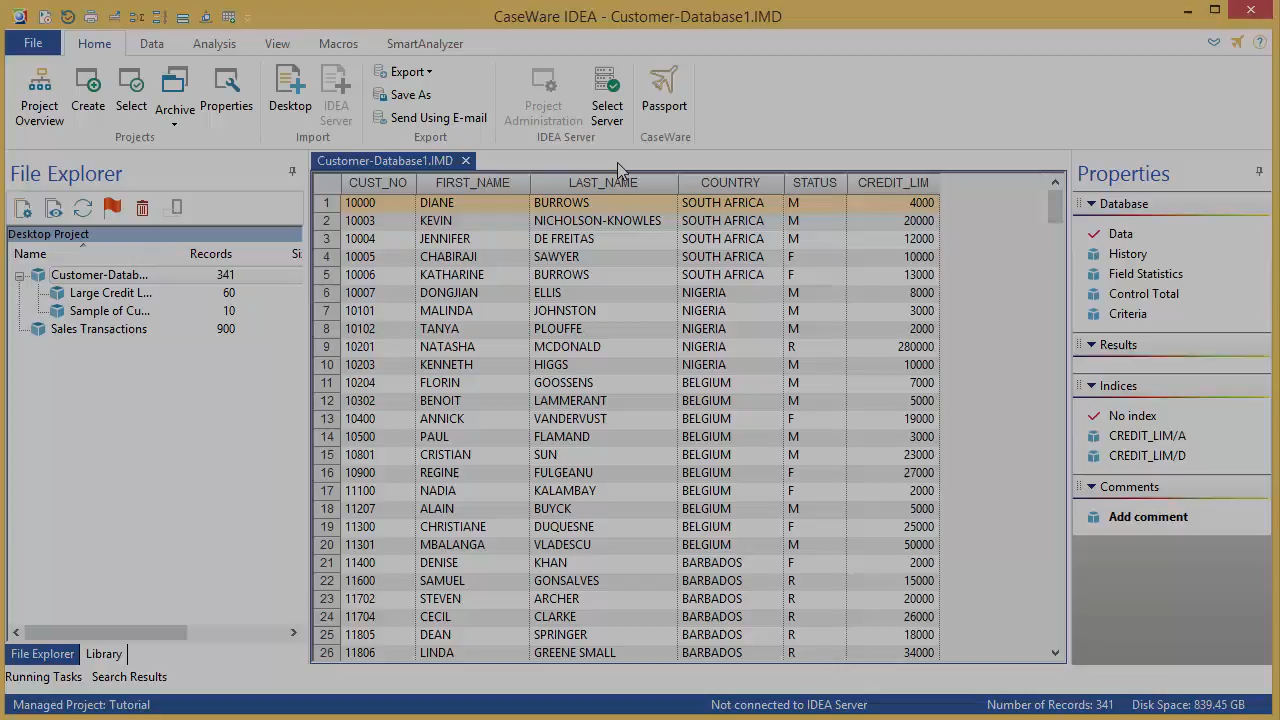 CaseWare IDEA - Customer-Database1.IMD
File Home Data Analysis View Macros SmartAnalyzer
Project Overview Create Select Archive Properties
Projects
Desktop IDEA Server
Import
Export
Save As
Send Using E-mail
Export
Project Administration Select Server
IDEA Server
Passport
CaseWare
File Explorer
Desktop Project
Name Records Si
Customer-Datab... 341
Large Credit L... 60
Sample of Cu... 10
Sales Transactions 900
File Explorer Library
Customer-Database1.IMD
CUST_NO FIRST_NAME LAST_NAME COUNTRY STATUS CREDIT_LIM
1 10000 DIANE BURROWS SOUTH AFRICA M 4000
2 10003 KEVIN NICHOLSON-KNOWLES SOUTH AFRICA M 20000
3 10004 JENNIFER DE FREITAS SOUTH AFRICA M 12000
4 10005 CHABIRAJI SAWYER SOUTH AFRICA F 10000
5 10006 KATHARINE BURROWS SOUTH AFRICA F 13000
6 10007 DONGJIAN ELLIS NIGERIA M 8000
7 10101 MALINDA JOHNSTON NIGERIA M 3000
8 10102 TANYA PLOUFFE NIGERIA M 2000
9 10201 NATASHA MCDONALD NIGERIA R 280000
10 10203 KENNETH HIGGS NIGERIA M 10000
11 10204 FLORIN GOOSSENS BELGIUM M 7000
12 10302 BENOIT LAMMERANT BELGIUM M 5000
13 10400 ANNICK VANDERVUST BELGIUM F 19000
14 10500 PAUL FLAMAND BELGIUM M 3000
15 10801 CRISTIAN SUN BELGIUM M 23000
16 10900 REGINE FULGEANU BELGIUM F 27000
17 11100 NADIA KALAMBAY BELGIUM F 2000
18 11207 ALAIN BUYCK BELGIUM M 5000
19 11300 CHRISTIANE DUQUESNE BELGIUM F 25000
20 11301 MBALANGA VLADESCU BELGIUM M 50000
21 11400 DENISE KHAN BARBADOS F 2000
22 11600 SAMUEL GONSALVES BARBADOS R 15000
23 11702 STEVEN ARCHER BARBADOS R 20000
24 11704 CECIL CLARKE BARBADOS R 26000
25 11805 DEAN SPRINGER BARBADOS R 18000
26 11806 LINDA GREENE SMALL BARBADOS R 34000
Properties
Database
Data
History
Field Statistics
Control Total
Criteria
Results
Indices
No index
CREDIT_LIM/A
CREDIT_LIM/D
Comments
Add comment
Running Tasks Search Results
Managed Project: Tutorial Not connected to IDEA Server Number of Records: 341 Disk Space: 839.45 GB